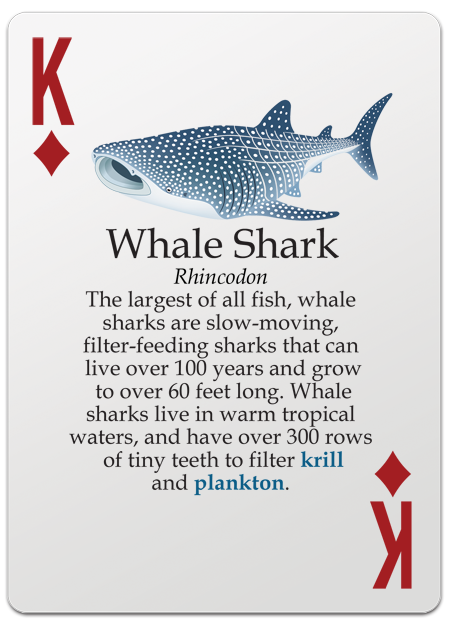 K
Whale Shark
Rhincodon
The largest of all fish, whale
sharks are slow-moving,
filter-feeding sharks that can
live over 100 years and grow
to over 60 feet long. Whale
sharks live in warm tropical
waters, and have over 300 rows
of tiny teeth to filter krill
and plankton.
K